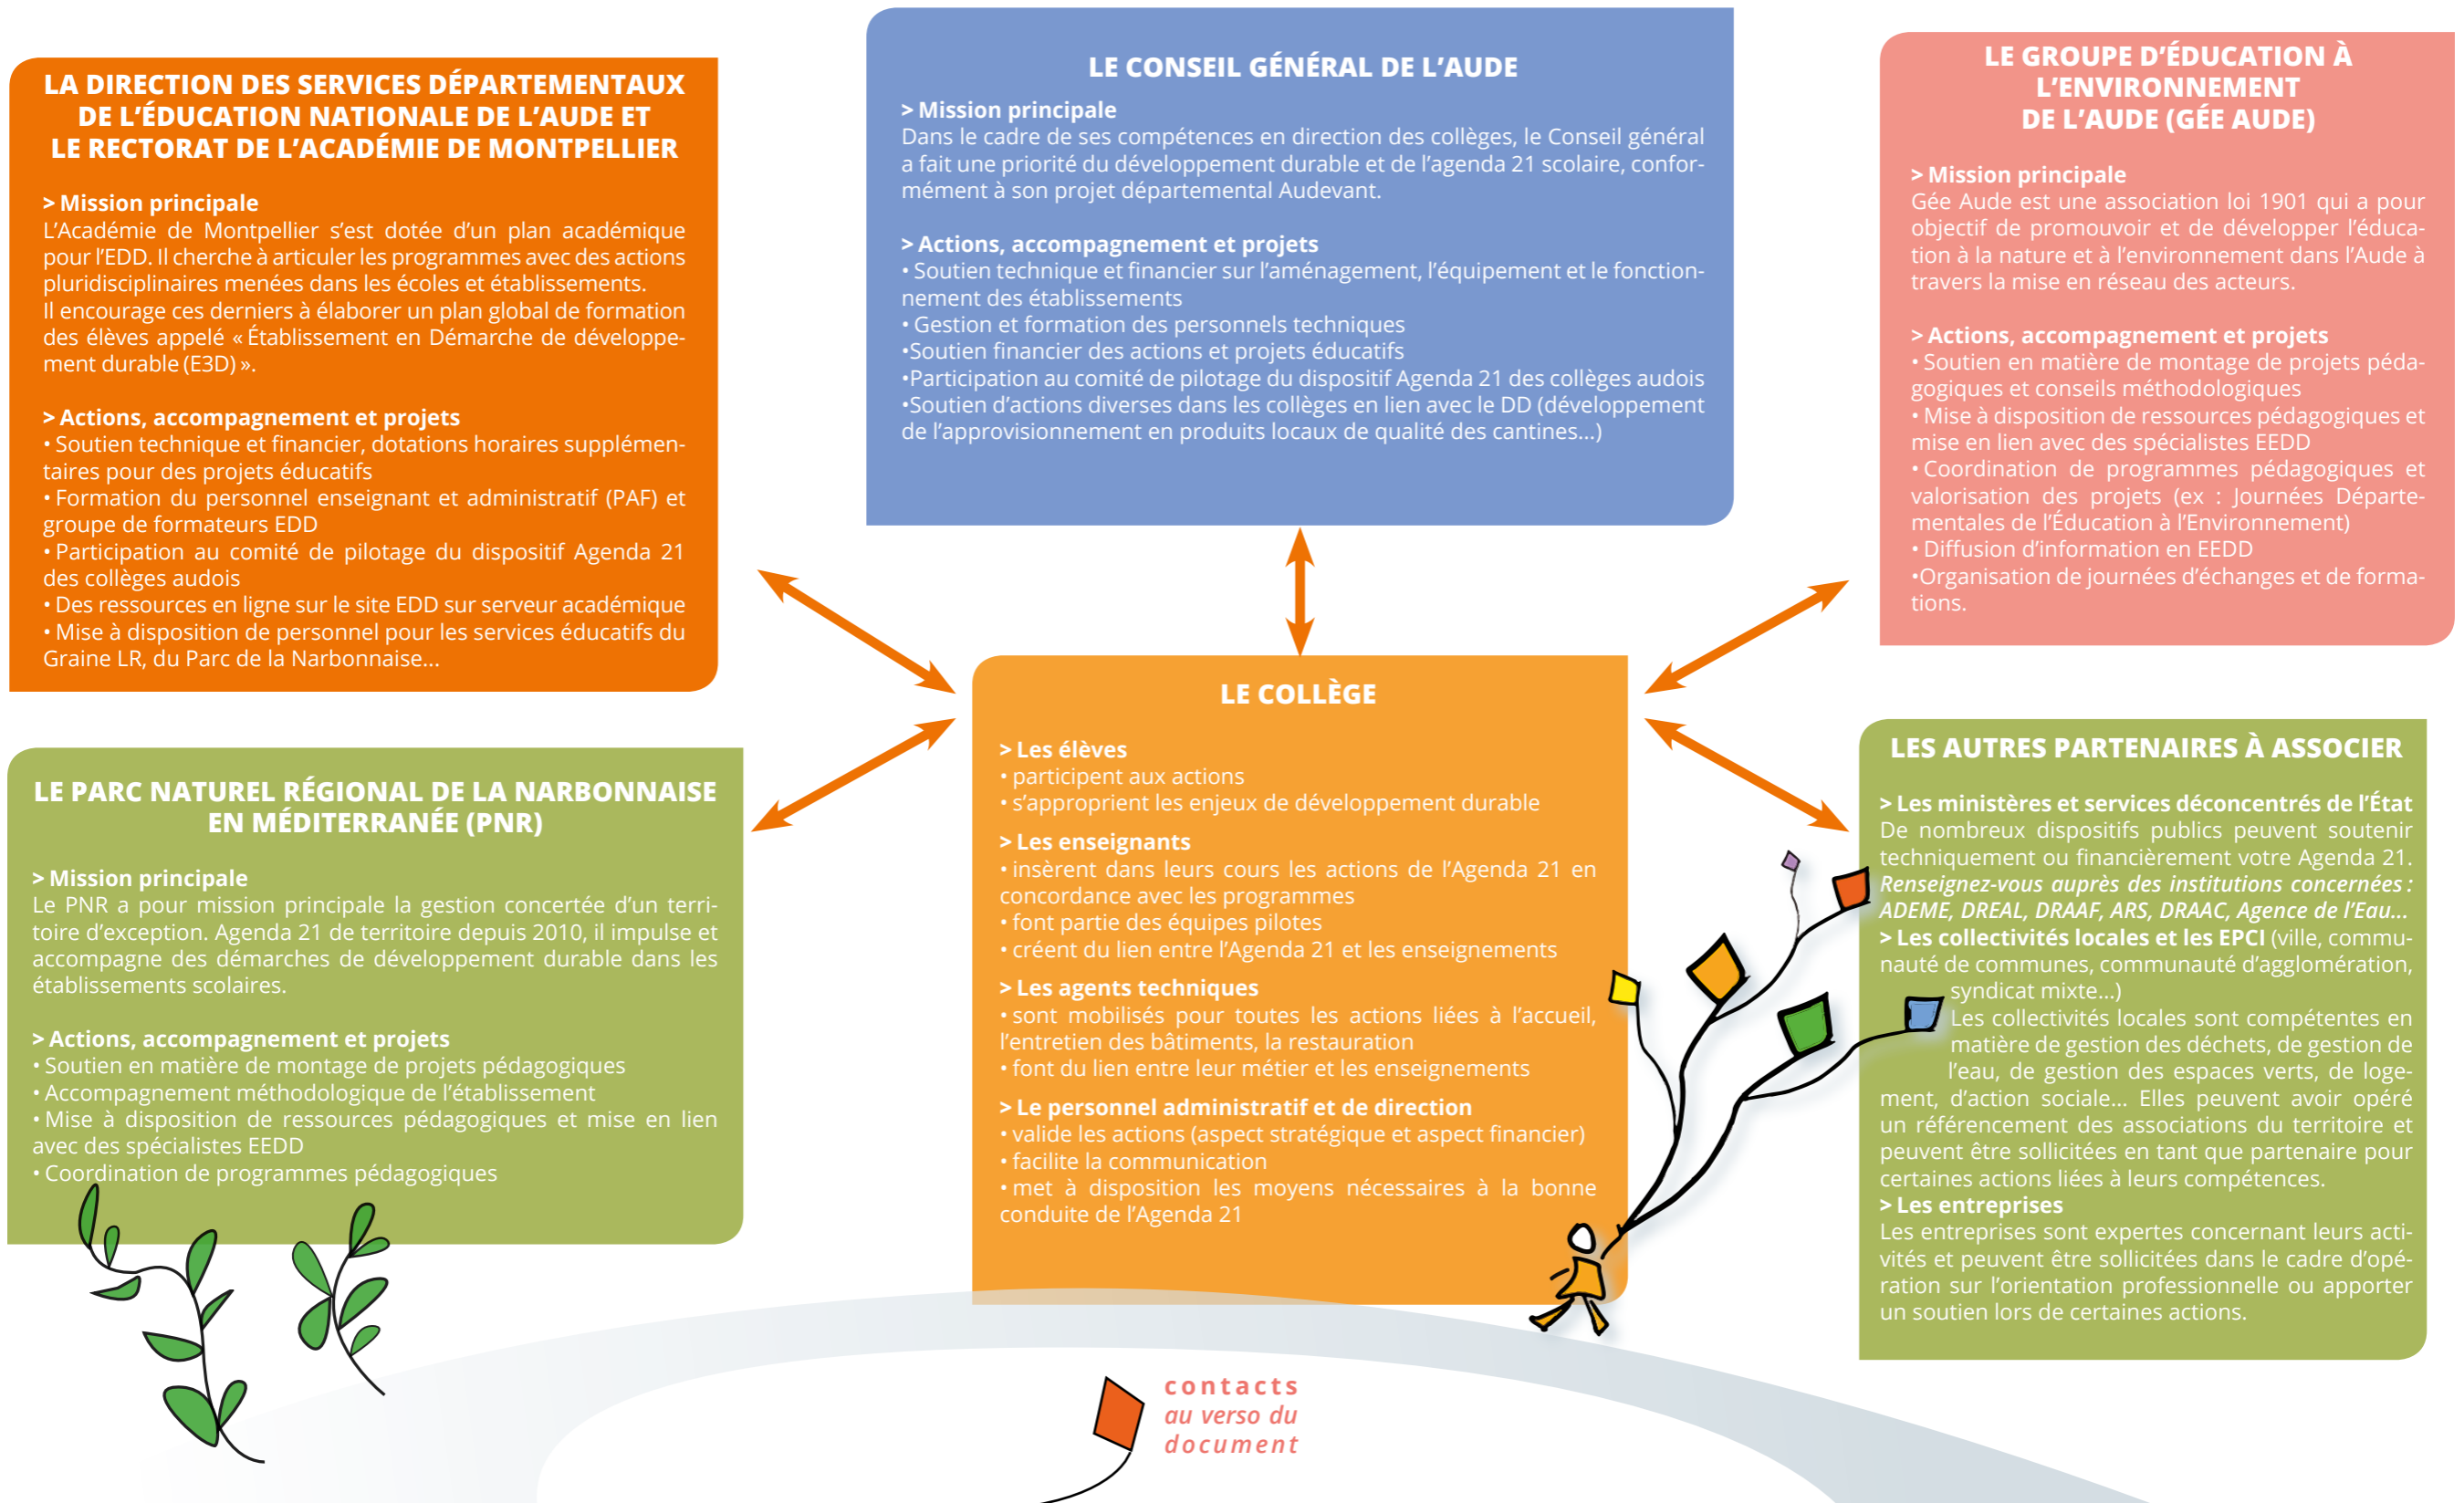 LA DIRECTION DES SERVICES DÉPARTEMENTAUX
DE L'ÉDUCATION NATIONALE DE L'AUDE ET
LE RECTORAT DE L'ACADÉMIE DE MONTPELLIER
> Mission principale
L'Académie de Montpellier s'est dotée d'un plan académique
pour l'EDD. Il cherche à articuler les programmes avec des actions
pluridisciplinaires menées dans les écoles et établissements.
Il encourage ces derniers à élaborer un plan global de formation
des élèves appelé « Établissement en Démarche de développe-
ment durable (E3D) ».
> Actions, accompagnement et projets
• Soutien technique et financier, dotations horaires supplémen-
taires pour des projets éducatifs
• Formation du personnel enseignant et administratif (PAF) et
groupe de formateurs EDD
• Participation au comité de pilotage du dispositif Agenda 21
des collèges audois
• Des ressources en ligne sur le site EDD sur serveur académique
• Mise à disposition de personnel pour les services éducatifs du
Graine LR, du Parc de la Narbonnaise...
LE CONSEIL GÉNÉRAL DE L'AUDE
> Mission principale
Dans le cadre de ses compétences en direction des collèges, le Conseil général
a fait une priorité du développement durable et de l'agenda 21 scolaire, confor-
mément à son projet départemental Audevant.
> Actions, accompagnement et projets
• Soutien technique et financier sur l'aménagement, l'équipement et le fonction-
nement des établissements
• Gestion et formation des personnels techniques
•Soutien financier des actions et projets éducatifs
•Participation au comité de pilotage du dispositif Agenda 21 des collèges audois
•Soutien d'actions diverses dans les collèges en lien avec le DD (développement
de l'approvisionnement en produits locaux de qualité des cantines...)
LE GROUPE D'ÉDUCATION À
L'ENVIRONNEMENT
DE L'AUDE (GÉE AUDE)
> Mission principale
Gée Aude est une association loi 1901 qui a pour
objectif de promouvoir et de développer l'éduca-
tion à la nature et à l'environnement dans l'Aude à
travers la mise en réseau des acteurs.
> Actions, accompagnement et projets
• Soutien en matière de montage de projets péda-
gogiques et conseils méthodologiques
• Mise à disposition de ressources pédagogiques et
mise en lien avec des spécialistes EEDD
• Coordination de programmes pédagogiques et
valorisation des projets (ex : Journées Départe-
mentales de l'Éducation à l'Environnement)
• Diffusion d'information en EEDD
•Organisation de journées d'échanges et de forma-
tions.
LE PARC NATUREL RÉGIONAL DE LA NARBONNAISE
EN MÉDITERRANÉE (PNR)
> Mission principale
Le PNR a pour mission principale la gestion concertée d'un terri-
toire d'exception. Agenda 21 de territoire depuis 2010, il impulse et
accompagne des démarches de développement durable dans les
établissements scolaires.
> Actions, accompagnement et projets
• Soutien en matière de montage de projets pédagogiques
• Accompagnement méthodologique de l'établissement
• Mise à disposition de ressources pédagogiques et mise en lien
avec des spécialistes EEDD
• Coordination de programmes pédagogiques
LE COLLÈGE
> Les élèves
• participent aux actions
• s'approprient les enjeux de développement durable
> Les enseignants
• insèrent dans leurs cours les actions de l'Agenda 21 en
concordance avec les programmes
• font partie des équipes pilotes
• créent du lien entre l'Agenda 21 et les enseignements
> Les agents techniques
• sont mobilisés pour toutes les actions liées à l'accueil,
l'entretien des bâtiments, la restauration
• font du lien entre leur métier et les enseignements
> Le personnel administratif et de direction
• valide les actions (aspect stratégique et aspect financier)
• facilite la communication
• met à disposition les moyens nécessaires à la bonne
conduite de l'Agenda 21
LES AUTRES PARTENAIRES À ASSOCIER
> Les ministères et services déconcentrés de l'État
De nombreux dispositifs publics peuvent soutenir
techniquement ou financièrement votre Agenda 21.
Renseignez-vous auprès des institutions concernées :
ADEME, DREAL, DRAAF, ARS, DRAAC, Agence de l'Eau...
> Les collectivités locales et les EPCI (ville, commu-
nauté de communes, communauté d'agglomération,
syndicat mixte...)
Les collectivités locales sont compétentes en
matière de gestion des déchets, de gestion de
l'eau, de gestion des espaces verts, de loge-
ment, d'action sociale... Elles peuvent avoir opéré
un référencement des associations du territoire et
peuvent être sollicitées en tant que partenaire pour
certaines actions liées à leurs compétences.
> Les entreprises
Les entreprises sont expertes concernant leurs acti-
vités et peuvent être sollicitées dans le cadre d'opé-
ration sur l'orientation professionnelle ou apporter
un soutien lors de certaines actions.
contacts
au verso du
document